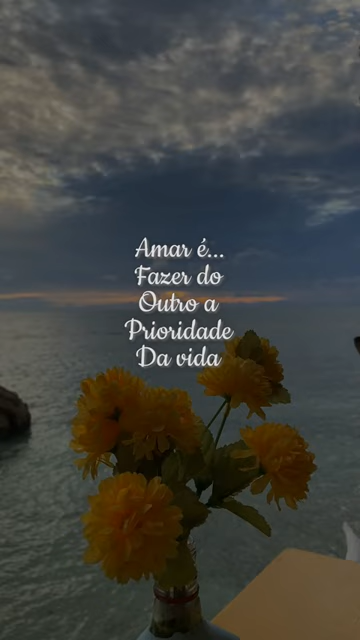 Amar é...
Fazer do
Outro a
Prioridade
Da vida